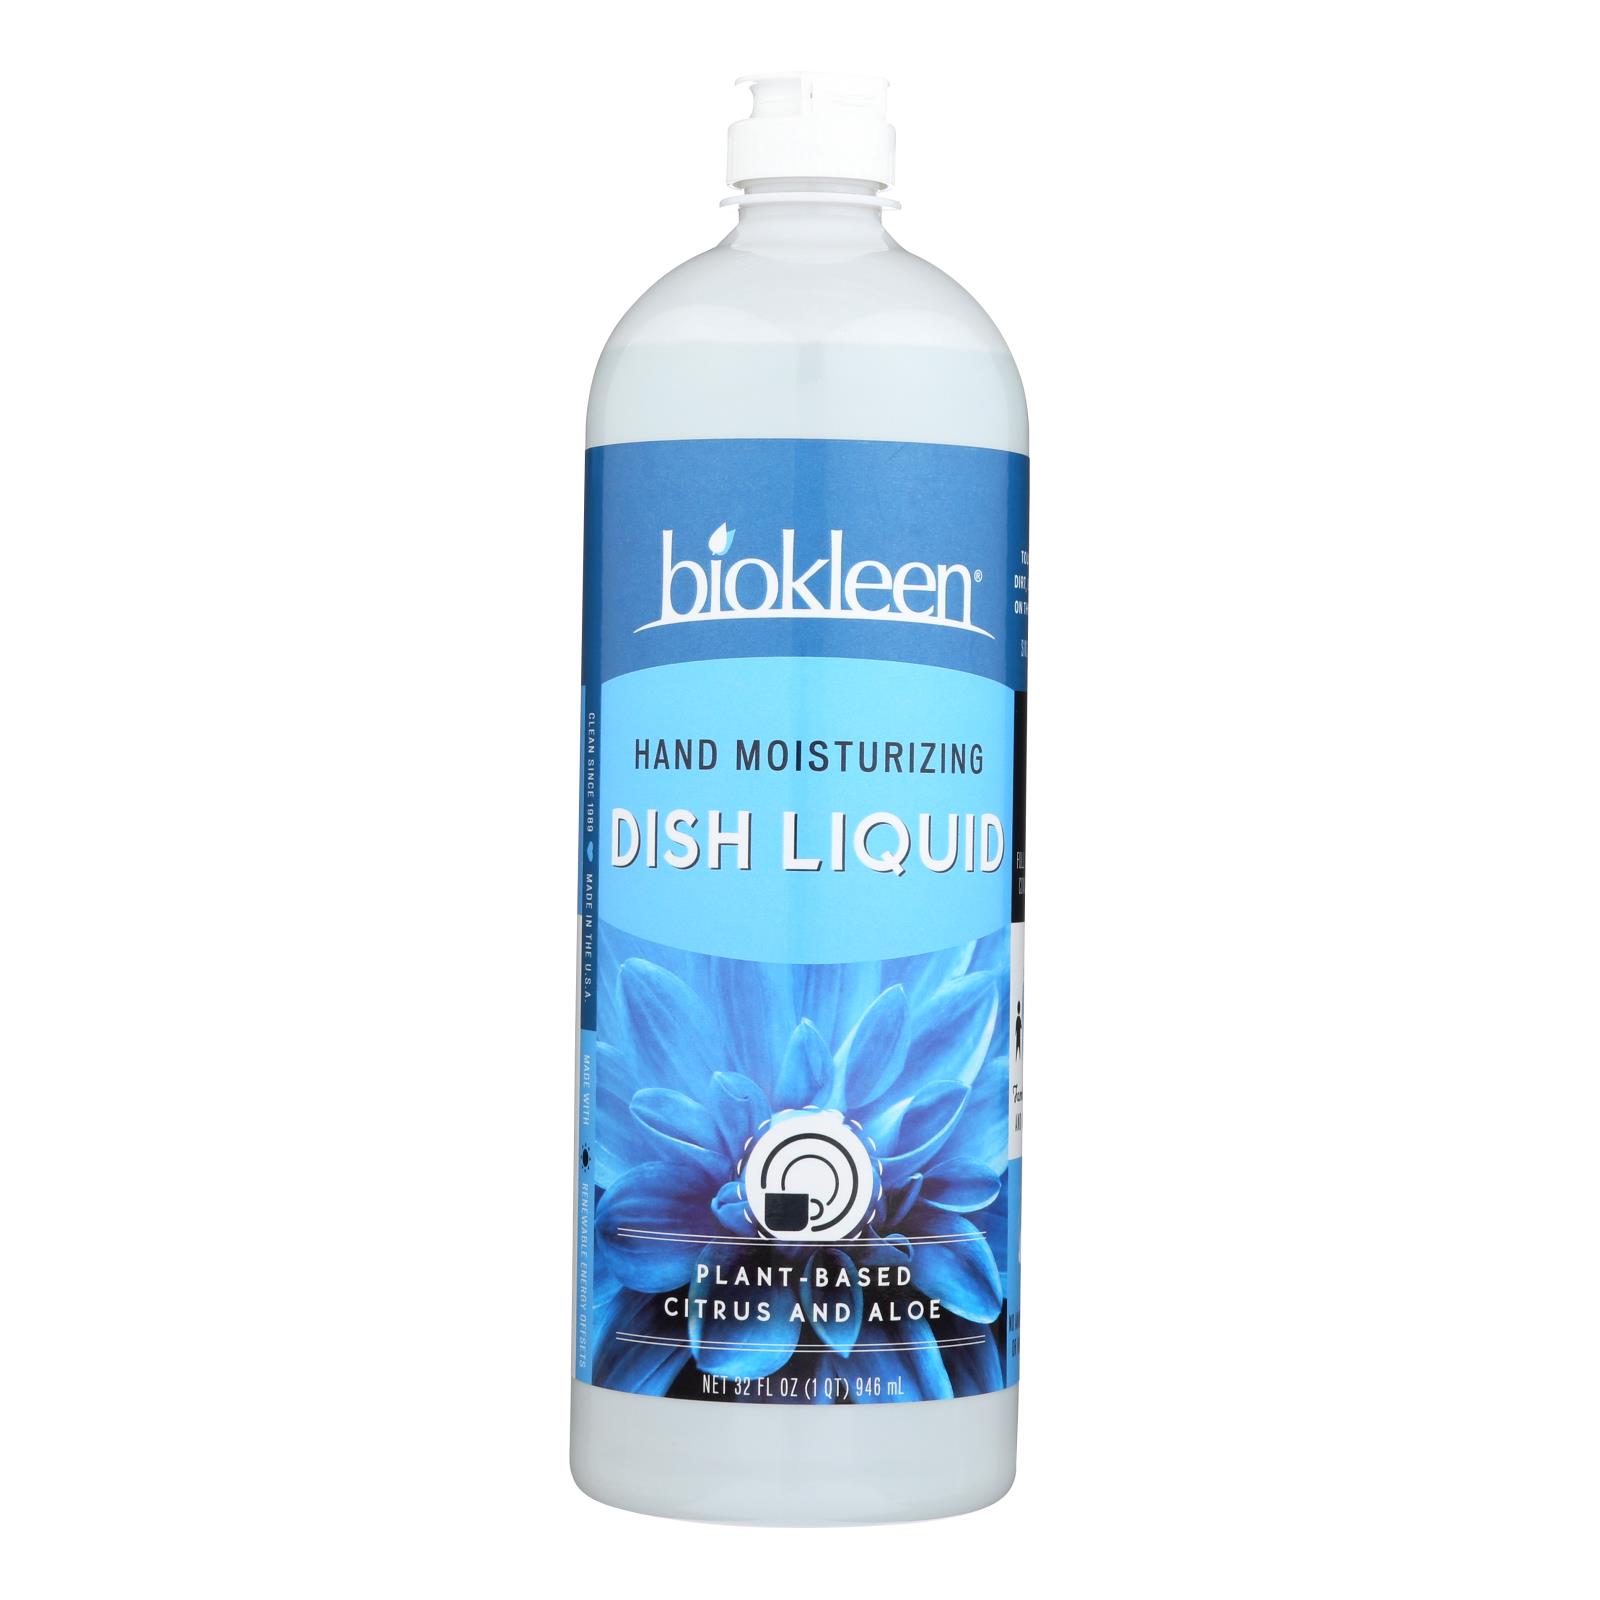 biokleen®
HAND MOISTURIZING
DISH LIQUID
PLANT-BASED
CITRUS AND ALOE
NET 32 FL OZ (1 QT) 946 mL
CLEAN SINCE 1989
MADE IN THE U.S.A.
MADE WITH
RENEWABLE ENERGY OFFSETS
DIRT,